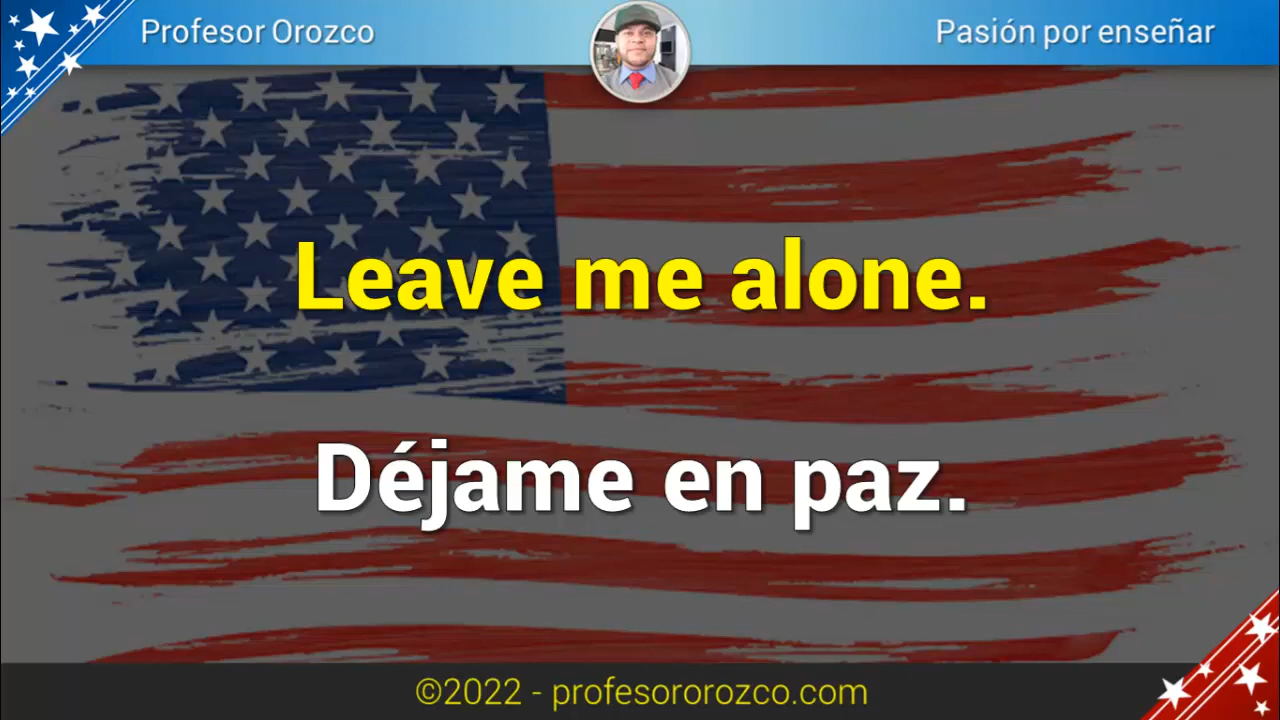 Profesor Orozco
Pasión por enseñar
Leave me alone.
Déjame en paz.
©2022 - profesororozco.com